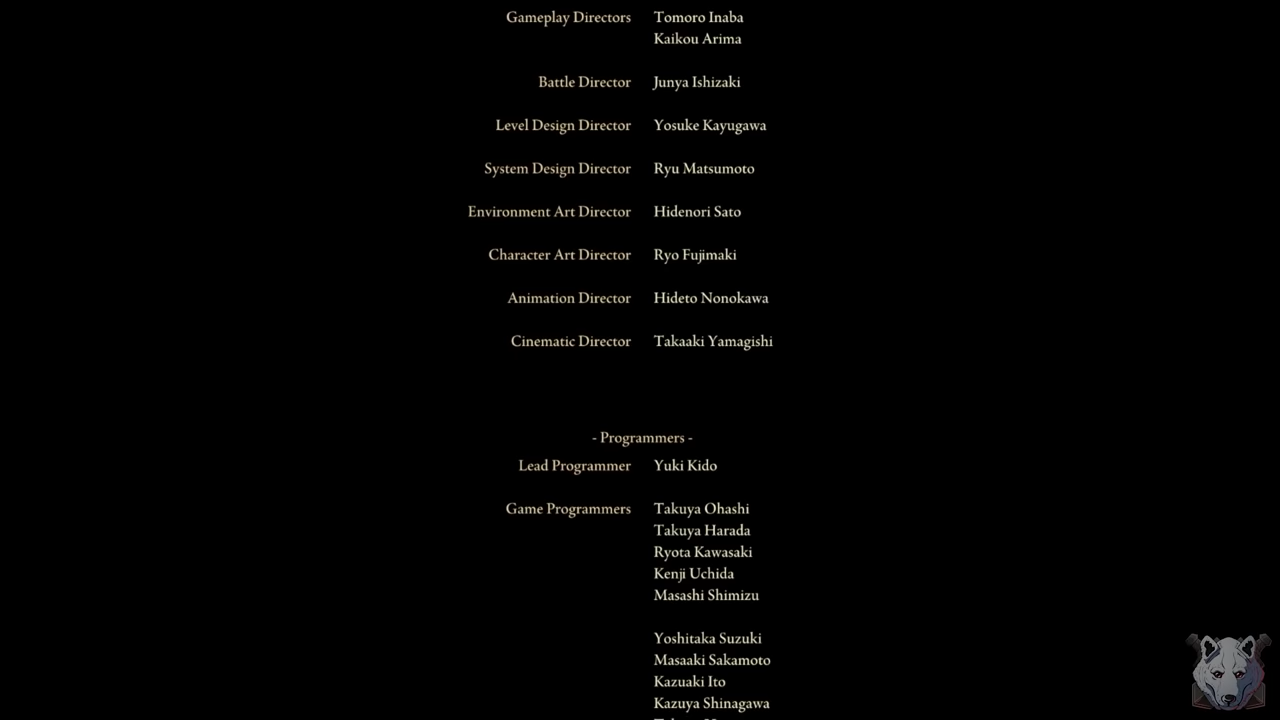 Gameplay Directors Tomoro Inaba
Kaikou Arima
Battle Director Junya Ishizaki
Level Design Director Yosuke Kayugawa
System Design Director Ryu Matsumoto
Environment Art Director Hidenori Sato
Character Art Director Ryo Fujimaki
Animation Director Hideto Nonokawa
Cinematic Director Takaaki Yamagishi
- Programmers -
Lead Programmer Yuki Kido
Game Programmers Takuya Ohashi
Takuya Harada
Ryota Kawasaki
Kenji Uchida
Masashi Shimizu
Yoshitaka Suzuki
Masaaki Sakamoto
Kazuaki Ito
Kazuya Shinagawa